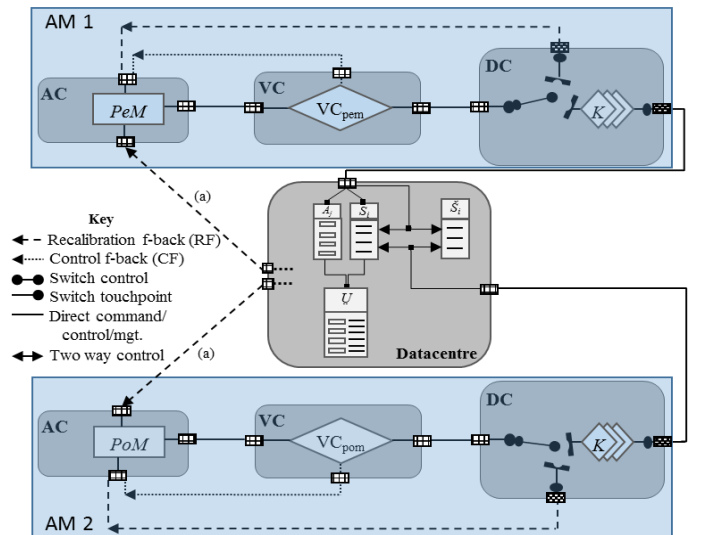 AM 1
AC
VC
DC
PeM
VCpem
K
(a)
Key
Recalibration f-back (RF)
Control f-back (CF)
Switch control
Switch touchpoint
Direct command/
control/mgt.
Two way control
Aj
Si
Ši
U
Datacentre
(a)
AC
VC
DC
PoM
VCpom
K
AM 2